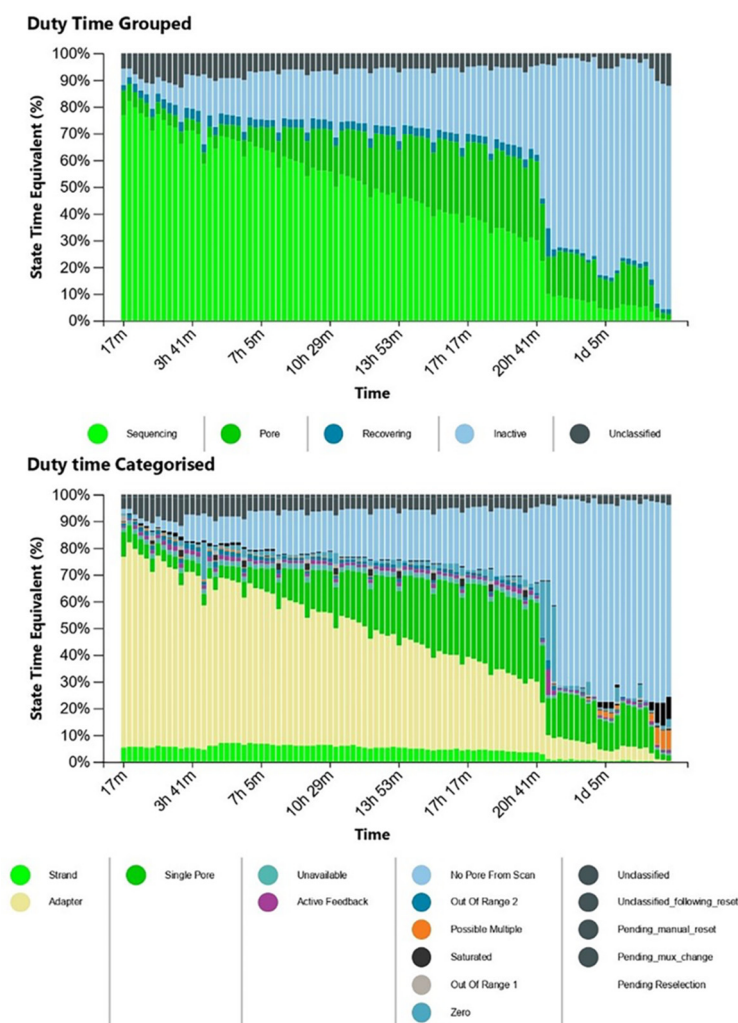 Duty Time Grouped
100%
90%
80%
70%
60%
50%
40%
30%
20%
10%
0%
State Time Equivalent (%)
17m
3h 41m
7h 5m
10h 29m
13h 53m
17h 17m
20h 41m
1d 5m
Time
Sequencing
Pore
Recovering
Inactive
Unclassified
Duty time Categorised
100%
90%
80%
70%
60%
50%
40%
30%
20%
10%
0%
State Time Equivalent (%)
17m
3h 41m
7h 5m
10h 29m
13h 53m
17h 17m
20h 41m
1d 5m
Time
Strand
Adapter
Single Pore
Unavailable
Active Feedback
No Pore From Scan
Out Of Range 2
Possible Multiple
Saturated
Out Of Range 1
Zero
Unclassified
Unclassified_following_reset
Pending_manual_reset
Pending_mux_change
Pending Reselection